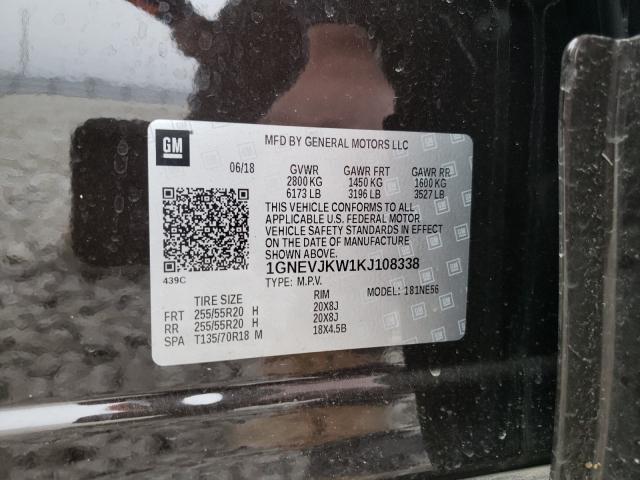 GM
MFD BY GENERAL MOTORS LLC
06/18 GVWR GAWR FRT GAWR RR
2800 KG 1450 KG 1600 KG
6173 LB 3196 LB 3527 LB
THIS VEHICLE CONFORMS TO ALL
APPLICABLE U.S. FEDERAL MOTOR
VEHICLE SAFETY STANDARDS IN EFFECT
ON THE DATE OF MANUFACTURE
SHOWN ABOVE.
439C 1GNEVJKW1KJ108338
TYPE: M.P.V. MODEL: 181NE56
TIRE SIZE RIM
FRT 255/55R20 H 20X8J
RR 255/55R20 H 20X8J
SPA T135/70R18 M 18X4.5B